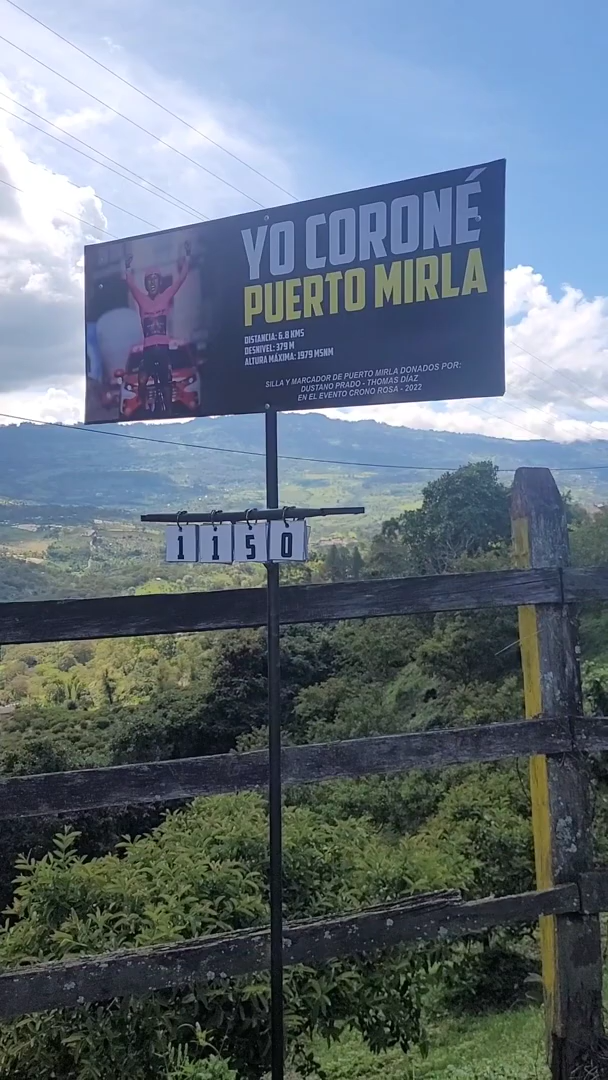 YO CORONÉ
PUERTO MIRLA
DISTANCIA: 6.8 KMS
DESNIVEL: 379 M
ALTURA MÁXIMA: 1979 MSNM
SILLA Y MARCADOR DE PUERTO MIRLA DONADOS POR:
DUSTANO PRADO - THOMAS DÍAZ
EN EL EVENTO CRONO ROSA - 2022
1150